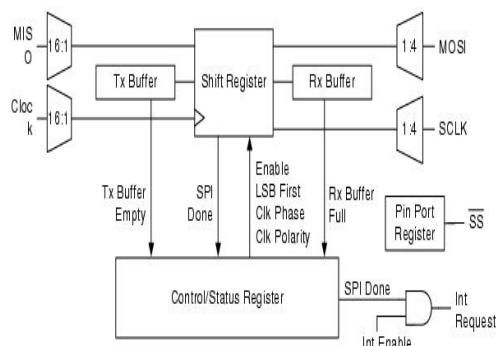 MIS
O
16:1
1:4
MOSI
Tx Buffer
Shift Register
Rx Buffer
Cloc
k
16:1
1:4
SCLK
Tx Buffer
Empty
SPI
Done
Enable
LSB First
Clk Phase
Clk Polarity
Rx Buffer
Full
Pin Port
Register
SS
Control/Status Register
SPI Done
Int
Request
Int Enable